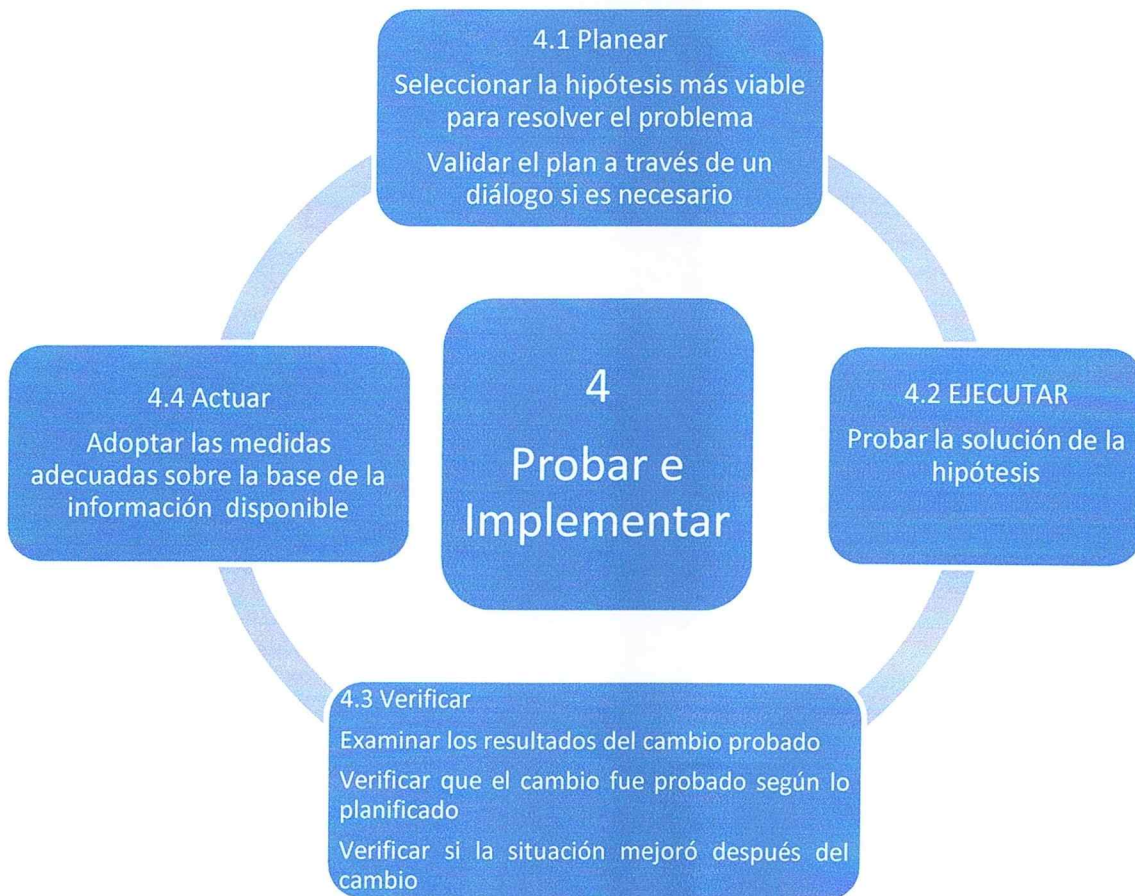 4.1 Planear
Seleccionar la hipótesis más viable
para resolver el problema
Validar el plan a través de un
diálogo si es necesario
4.4 Actuar
Adoptar las medidas
adecuadas sobre la base de la
información disponible
4
Probar e
Implementar
4.2 EJECUTAR
Probar la solución de la
hipótesis
4.3 Verificar
Examinar los resultados del cambio probado
Verificar que el cambio fue probado según lo
planificado
Verificar si la situación mejoró después del
cambio